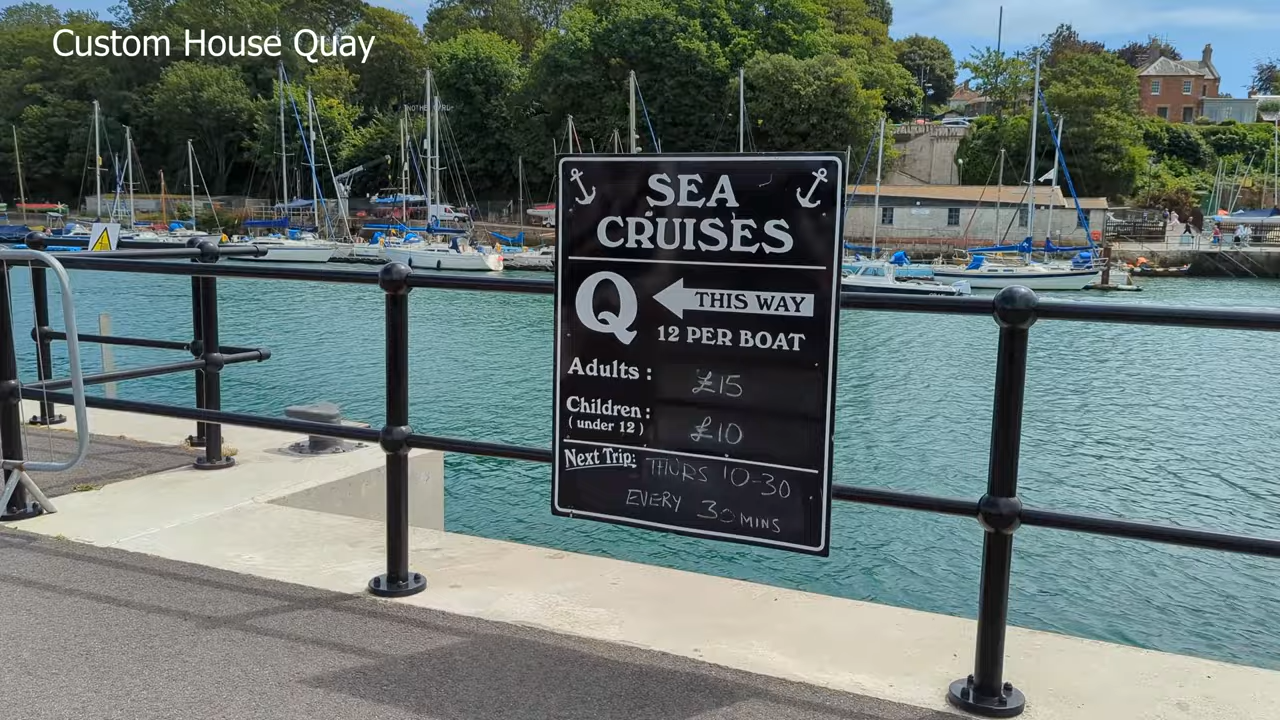 Custom House Quay
SEA
CRUISES
Q
THIS WAY
12 PER BOAT
Adults : £15
Children : £10
( under 12 )
Next Trip: THURS 10-30
EVERY 30 MINS